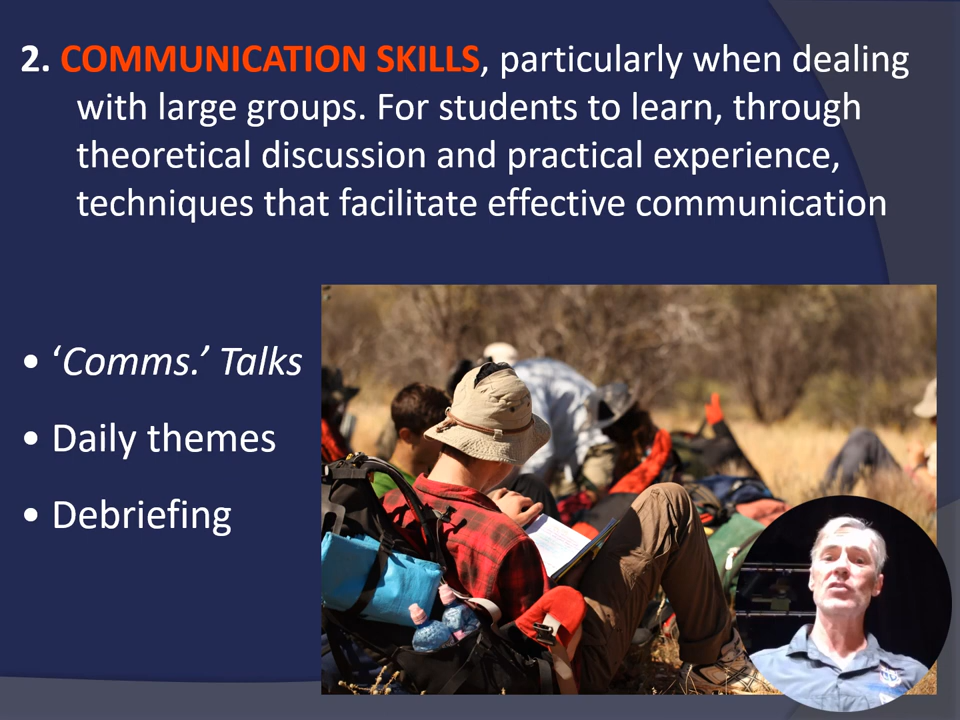 2. COMMUNICATION SKILLS, particularly when dealing
with large groups. For students to learn, through
theoretical discussion and practical experience,
techniques that facilitate effective communication
• ‘Comms.’ Talks
• Daily themes
• Debriefing